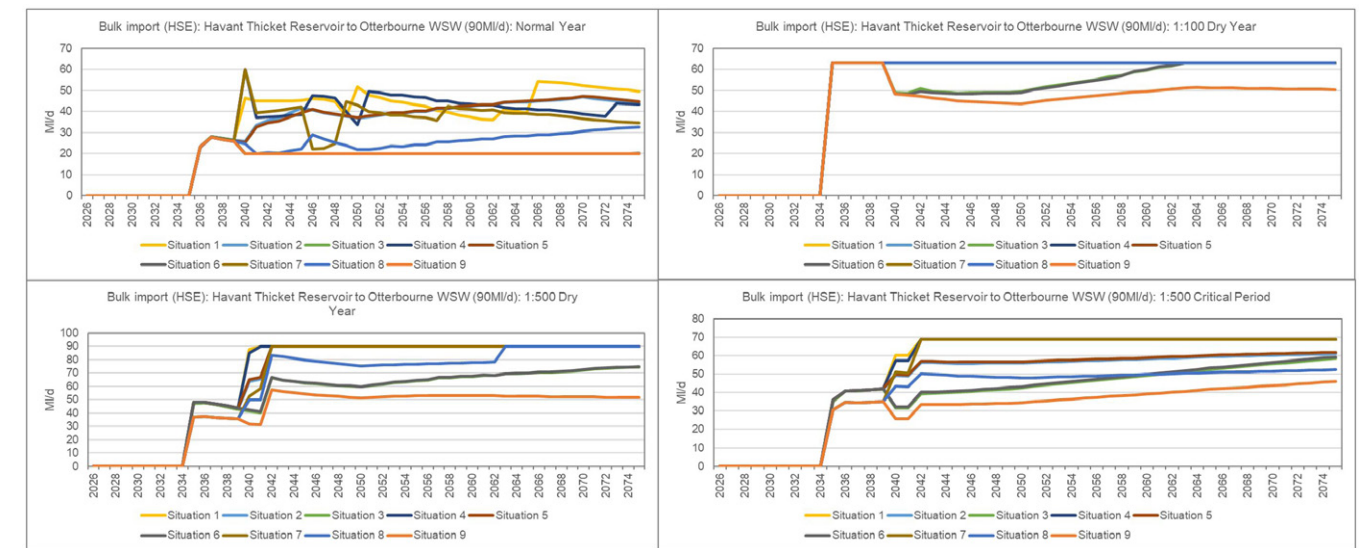 Bulk import (HSE): Havant Thicket Reservoir to Otterbourne WSW (90Ml/d): Normal Year
70
60
50
40
30
20
10
0
Ml/d
2026 2028 2030 2032 2034 2036 2038 2040 2042 2044 2046 2048 2050 2052 2054 2056 2058 2060 2062 2064 2066 2068 2070 2072 2074
Situation 1 Situation 2 Situation 3 Situation 4 Situation 5
Situation 6 Situation 7 Situation 8 Situation 9
Bulk import (HSE): Havant Thicket Reservoir to Otterbourne WSW (90Ml/d): 1:100 Dry Year
70
60
50
40
30
20
10
0
Ml/d
2026 2028 2030 2032 2034 2036 2038 2040 2042 2044 2046 2048 2050 2052 2054 2056 2058 2060 2062 2064 2066 2068 2070 2072 2074
Situation 1 Situation 2 Situation 3 Situation 4 Situation 5
Situation 6 Situation 7 Situation 8 Situation 9
Bulk import (HSE): Havant Thicket Reservoir to Otterbourne WSW (90Ml/d): 1:500 Dry
Year
100
90
80
70
60
50
40
30
20
10
0
Ml/d
2026 2028 2030 2032 2034 2036 2038 2040 2042 2044 2046 2048 2050 2052 2054 2056 2058 2060 2062 2064 2066 2068 2070 2072 2074
Situation 1 Situation 2 Situation 3 Situation 4 Situation 5
Situation 6 Situation 7 Situation 8 Situation 9
Bulk import (HSE): Havant Thicket Reservoir to Otterbourne WSW (90Ml/d): 1:500 Critical Period
80
70
60
50
40
30
20
10
0
Ml/d
2026 2028 2030 2032 2034 2036 2038 2040 2042 2044 2046 2048 2050 2052 2054 2056 2058 2060 2062 2064 2066 2068 2070 2072 2074
Situation 1 Situation 2 Situation 3 Situation 4 Situation 5
Situation 6 Situation 7 Situation 8 Situation 9